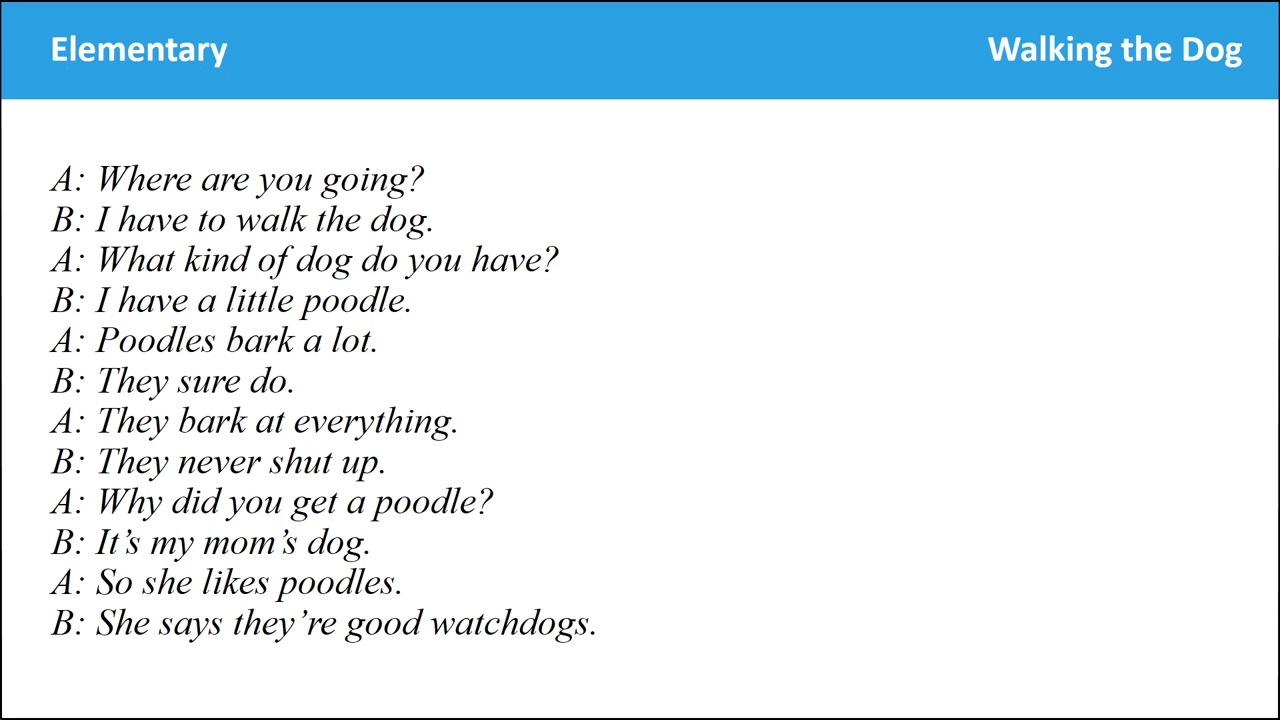 Elementary
Walking the Dog
A: Where are you going?
B: I have to walk the dog.
A: What kind of dog do you have?
B: I have a little poodle.
A: Poodles bark a lot.
B: They sure do.
A: They bark at everything.
B: They never shut up.
A: Why did you get a poodle?
B: It’s my mom’s dog.
A: So she likes poodles.
B: She says they’re good watchdogs.